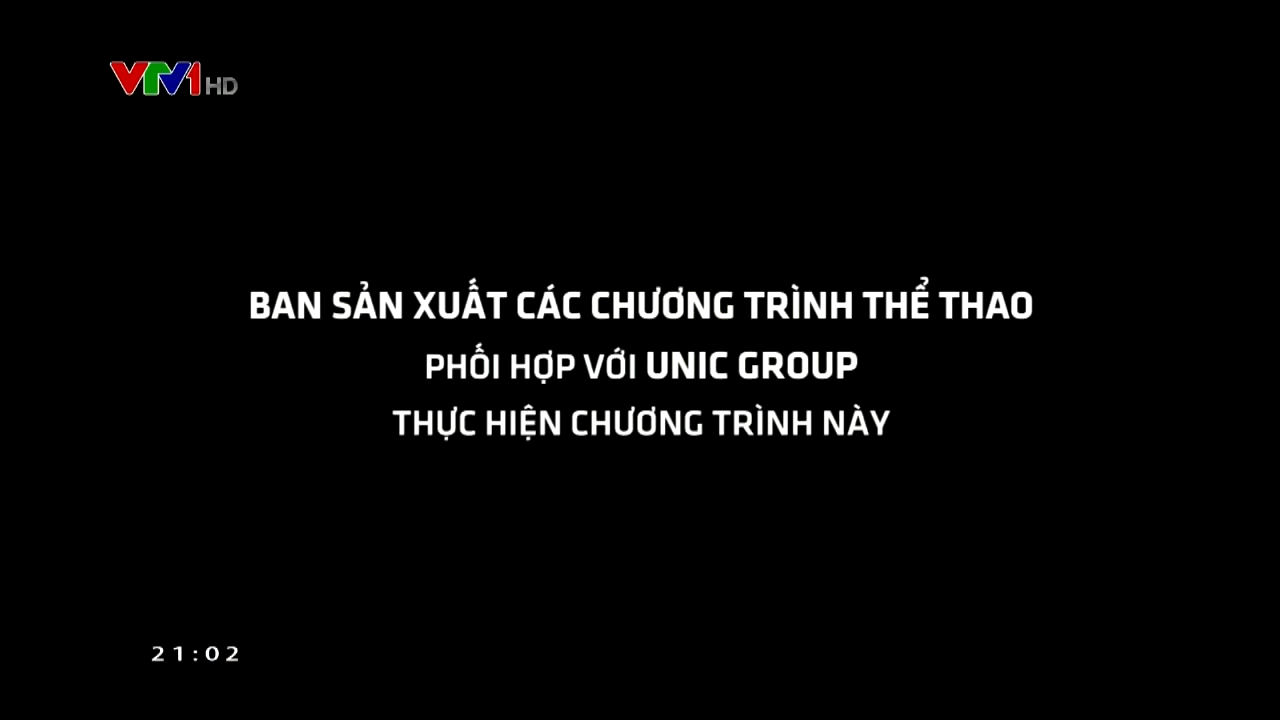 VTV1 HD
BAN SẢN XUẤT CÁC CHƯƠNG TRÌNH THỂ THAO
PHỐI HỢP VỚI UNIC GROUP
THỰC HIỆN CHƯƠNG TRÌNH NÀY
21:02